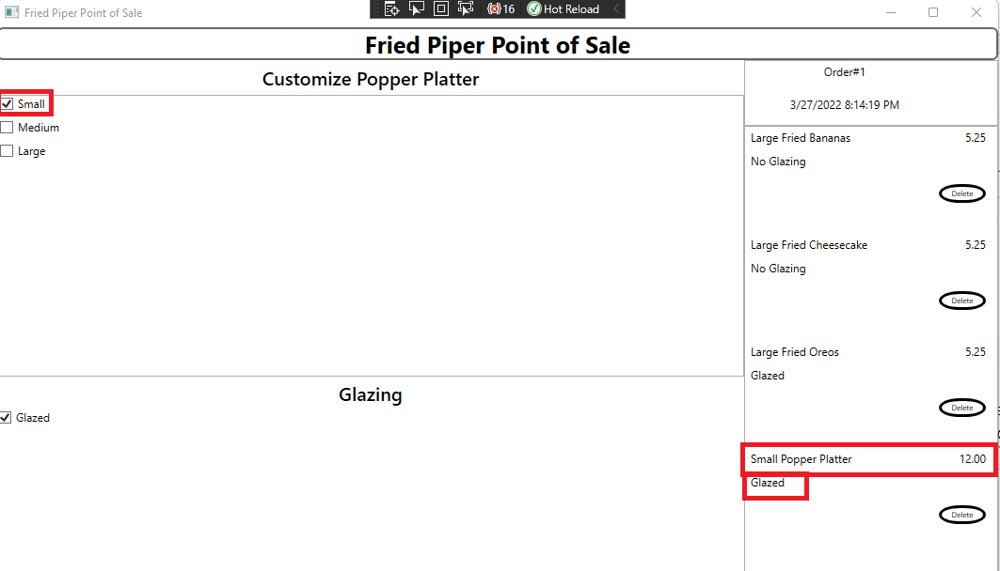 Fried Piper Point of Sale
16
Hot Reload
Fried Piper Point of Sale
Customize Popper Platter
Small
Medium
Large
Glazing
Glazed
Order#1
3/27/2022 8:14:19 PM
Large Fried Bananas 5.25
No Glazing
Delete
Large Fried Cheesecake 5.25
No Glazing
Delete
Large Fried Oreos 5.25
Glazed
Delete
Small Popper Platter 12.00
Glazed
Delete